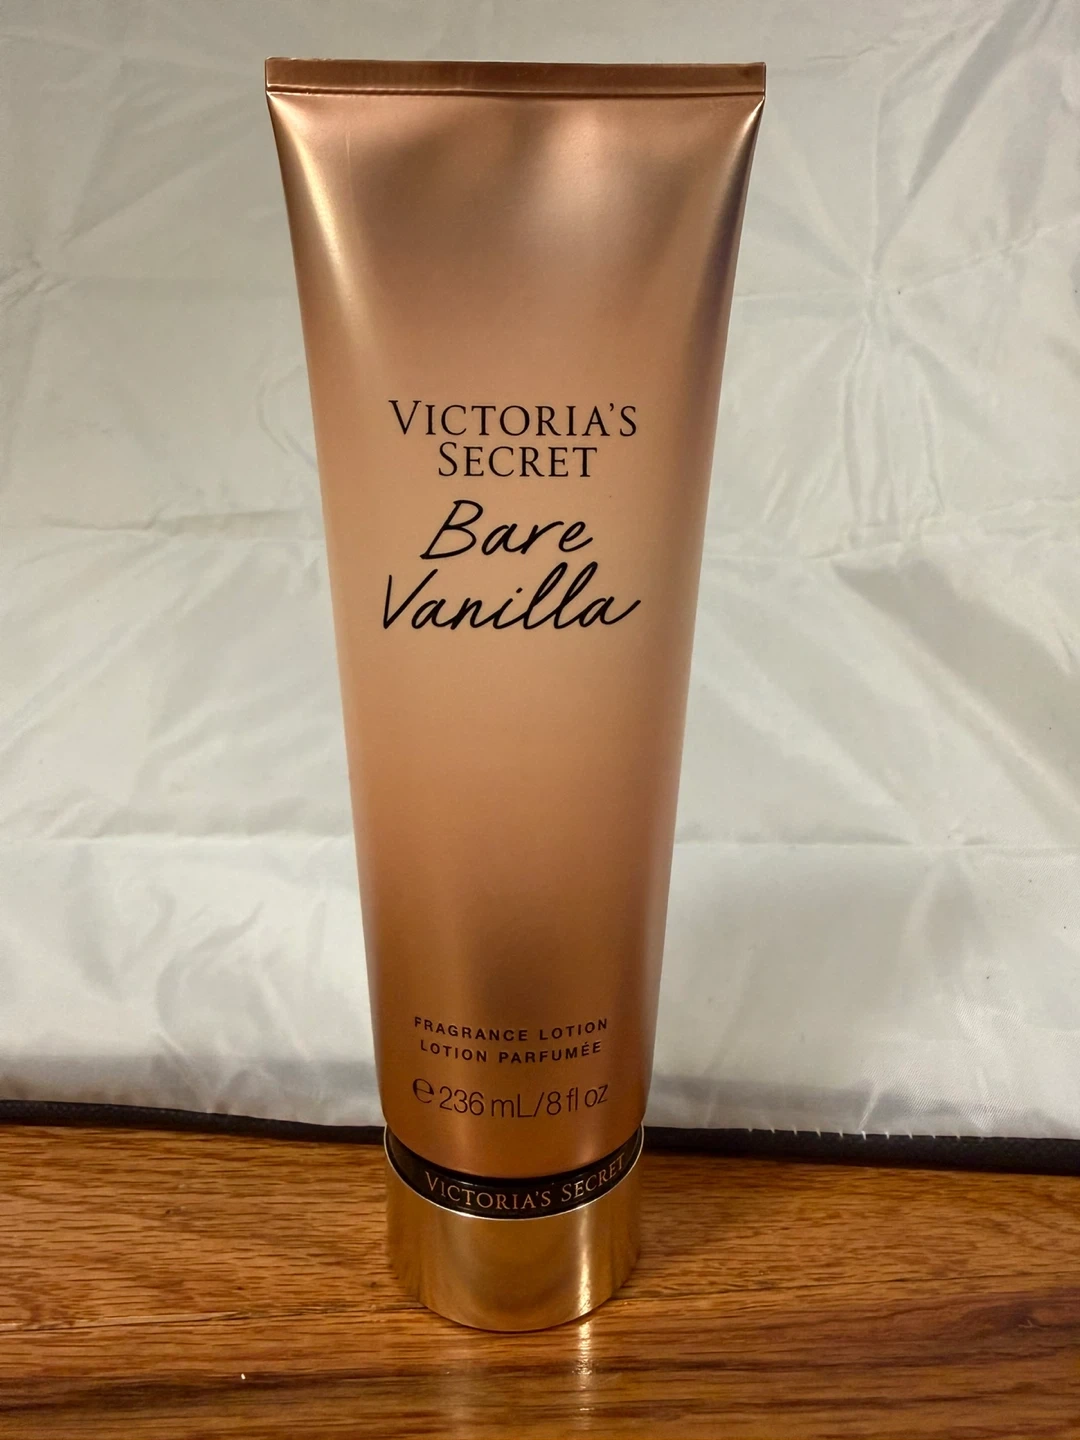 VICTORIA'S
SECRET
Bare
Vanilla
FRAGRANCE LOTION
LOTION PARFUMÉE
℮ 236 mL/8 fl oz
VICTORIA'S SECRET